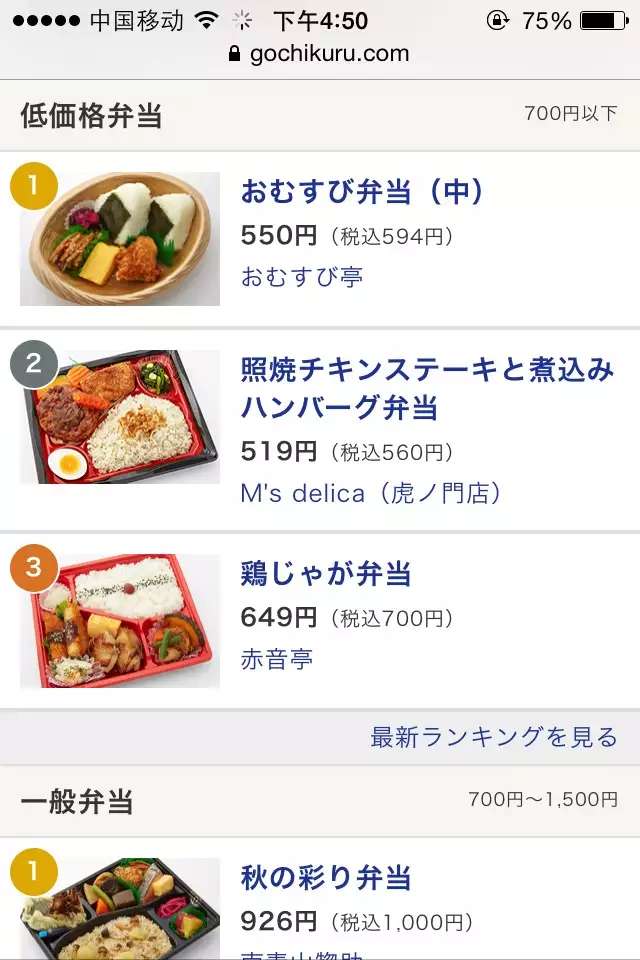 中国移动 下午4:50 75%
gochikuru.com
低価格弁当 700円以下
1
おむすび弁当（中）
550円（税込594円）
おむすび亭
2
照焼チキンステーキと煮込み
ハンバーグ弁当
519円（税込560円）
M's delica（虎ノ門店）
3
鶏じゃが弁当
649円（税込700円）
赤音亭
最新ランキングを見る
一般弁当 700円〜1,500円
1
秋の彩り弁当
926円（税込1,000円）